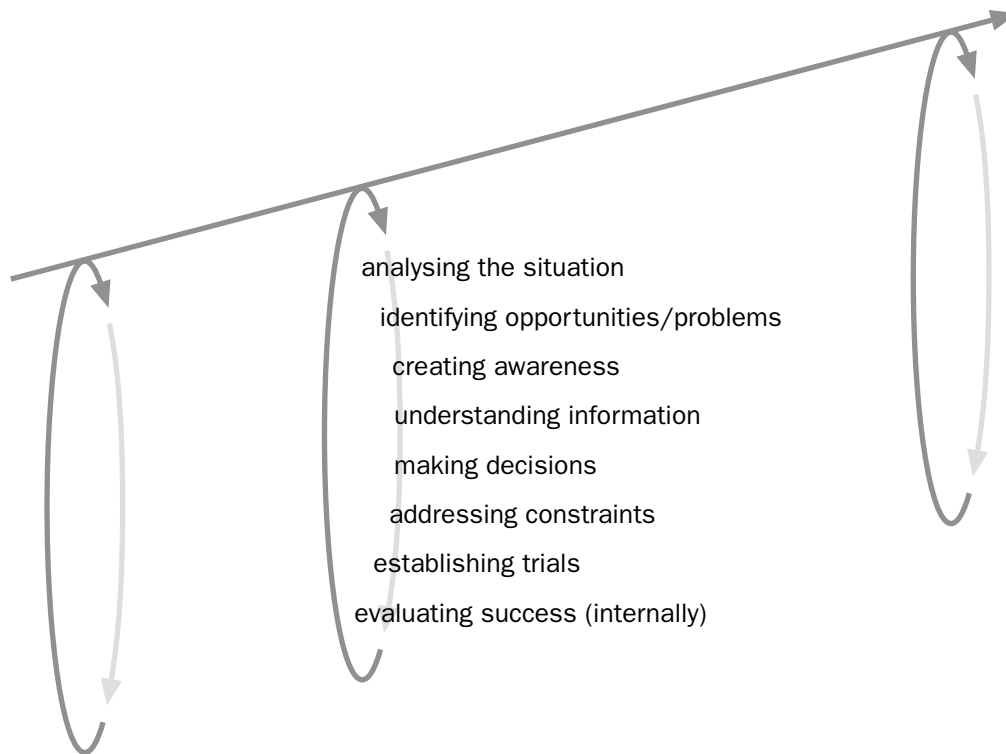 analysing the situation
identifying opportunities/problems
creating awareness
understanding information
making decisions
addressing constraints
establishing trials
evaluating success (internally)